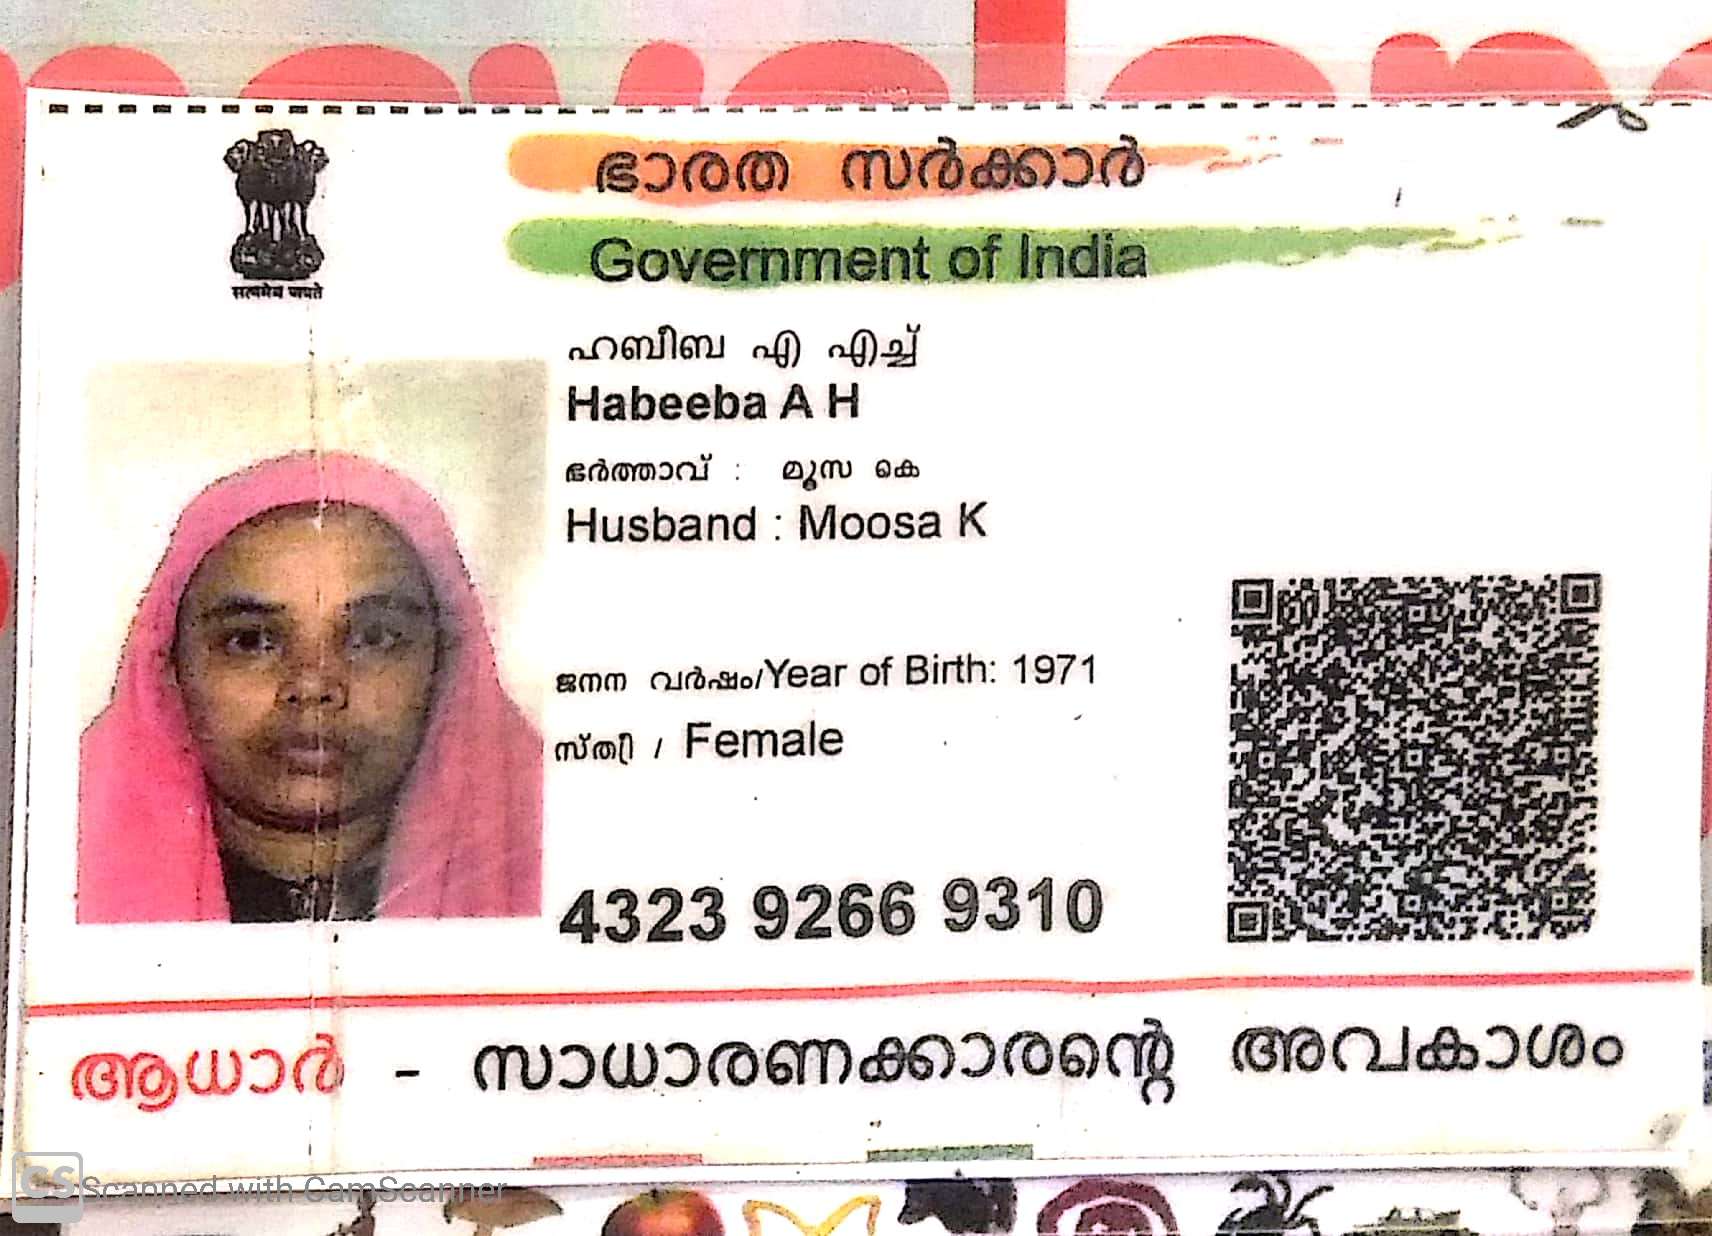 ഭാരത സർക്കാർ
Government of India
सत्यमेव जयते
ഹബീബ എ എച്ച്
Habeeba A H
ഭർത്താവ് : മൂസ കെ
Husband : Moosa K
ജനന വർഷം/Year of Birth: 1971
സ്ത്രീ / Female
4323 9266 9310
ആധാർ - സാധാരണക്കാരന്റെ അവകാശം
CS Scanned with CamScanner